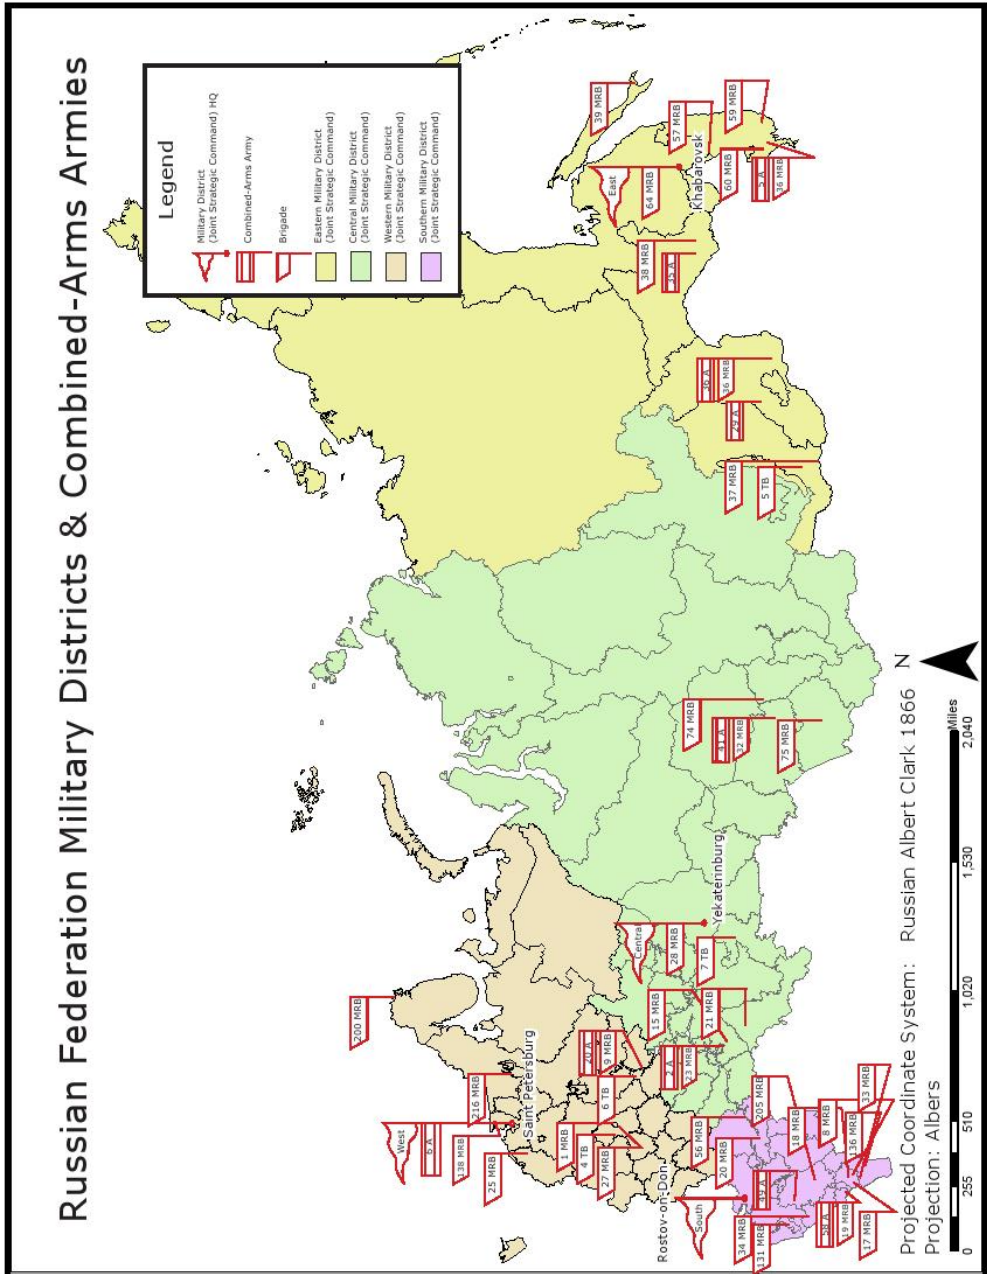 Russian Federation Military Districts & Combined-Arms Armies
Legend
Military District
(Joint Strategic Command) HQ
Combined-Arms Army
Brigade
Eastern Military District
(Joint Strategic Command)
Central Military District
(Joint Strategic Command)
Western Military District
(Joint Strategic Command)
Southern Military District
(Joint Strategic Command)
200 MRB
West
6 A
138 MRB
25 MRB
216 MRB
Saint Petersburg
1 MRB
4 TB
27 MRB
20 A
9 MRB
6 TB
Central
28 MRB
7 TB
Yekaterinburg
15 MRB
21 MRB
2 A
23 MRB
Rostov-on-Don
South
34 MRB
131 MRB
56 MRB
20 MRB
49 A
205 MRB
18 MRB
8 MRB
136 MRB
33 MRB
58 A
19 MRB
17 MRB
74 MRB
41 A
32 MRB
75 MRB
37 MRB
5 TB
36 A
36 MRB
29 A
38 MRB
35 A
East
64 MRB
Khabarovsk
39 MRB
57 MRB
59 MRB
60 MRB
5 A
36 MRB
Projected Coordinate System: Russian Albert Clark 1866
Projection: Albers
N
0 255 510 1,020 1,530 2,040
Miles